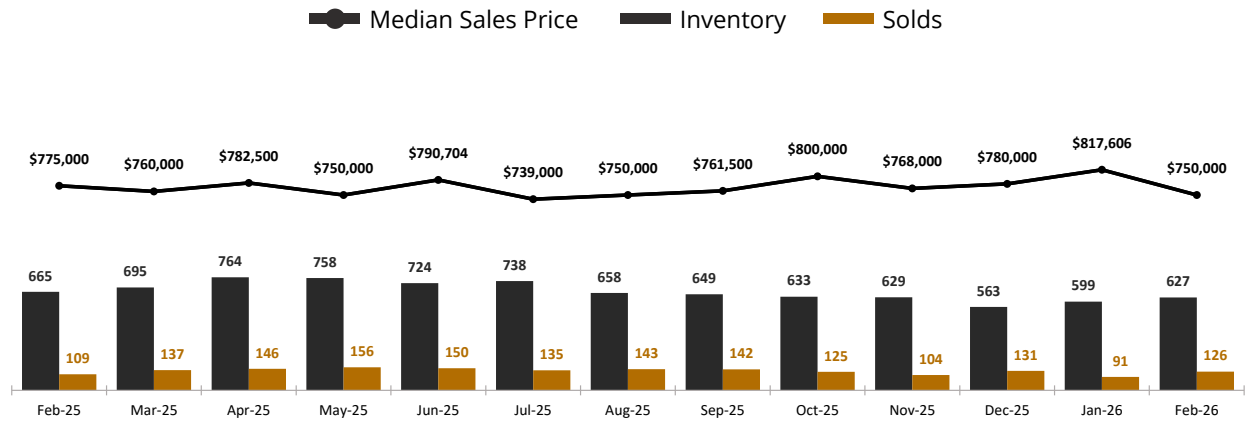 Median Sales Price Inventory Solds
$775,000 $760,000 $782,500 $750,000 $790,704 $739,000 $750,000 $761,500 $800,000 $768,000 $780,000 $817,606 $750,000
665 695 764 758 724 738 658 649 633 629 563 599 627
109 137 146 156 150 135 143 142 125 104 131 91 126
Feb-25 Mar-25 Apr-25 May-25 Jun-25 Jul-25 Aug-25 Sep-25 Oct-25 Nov-25 Dec-25 Jan-26 Feb-26